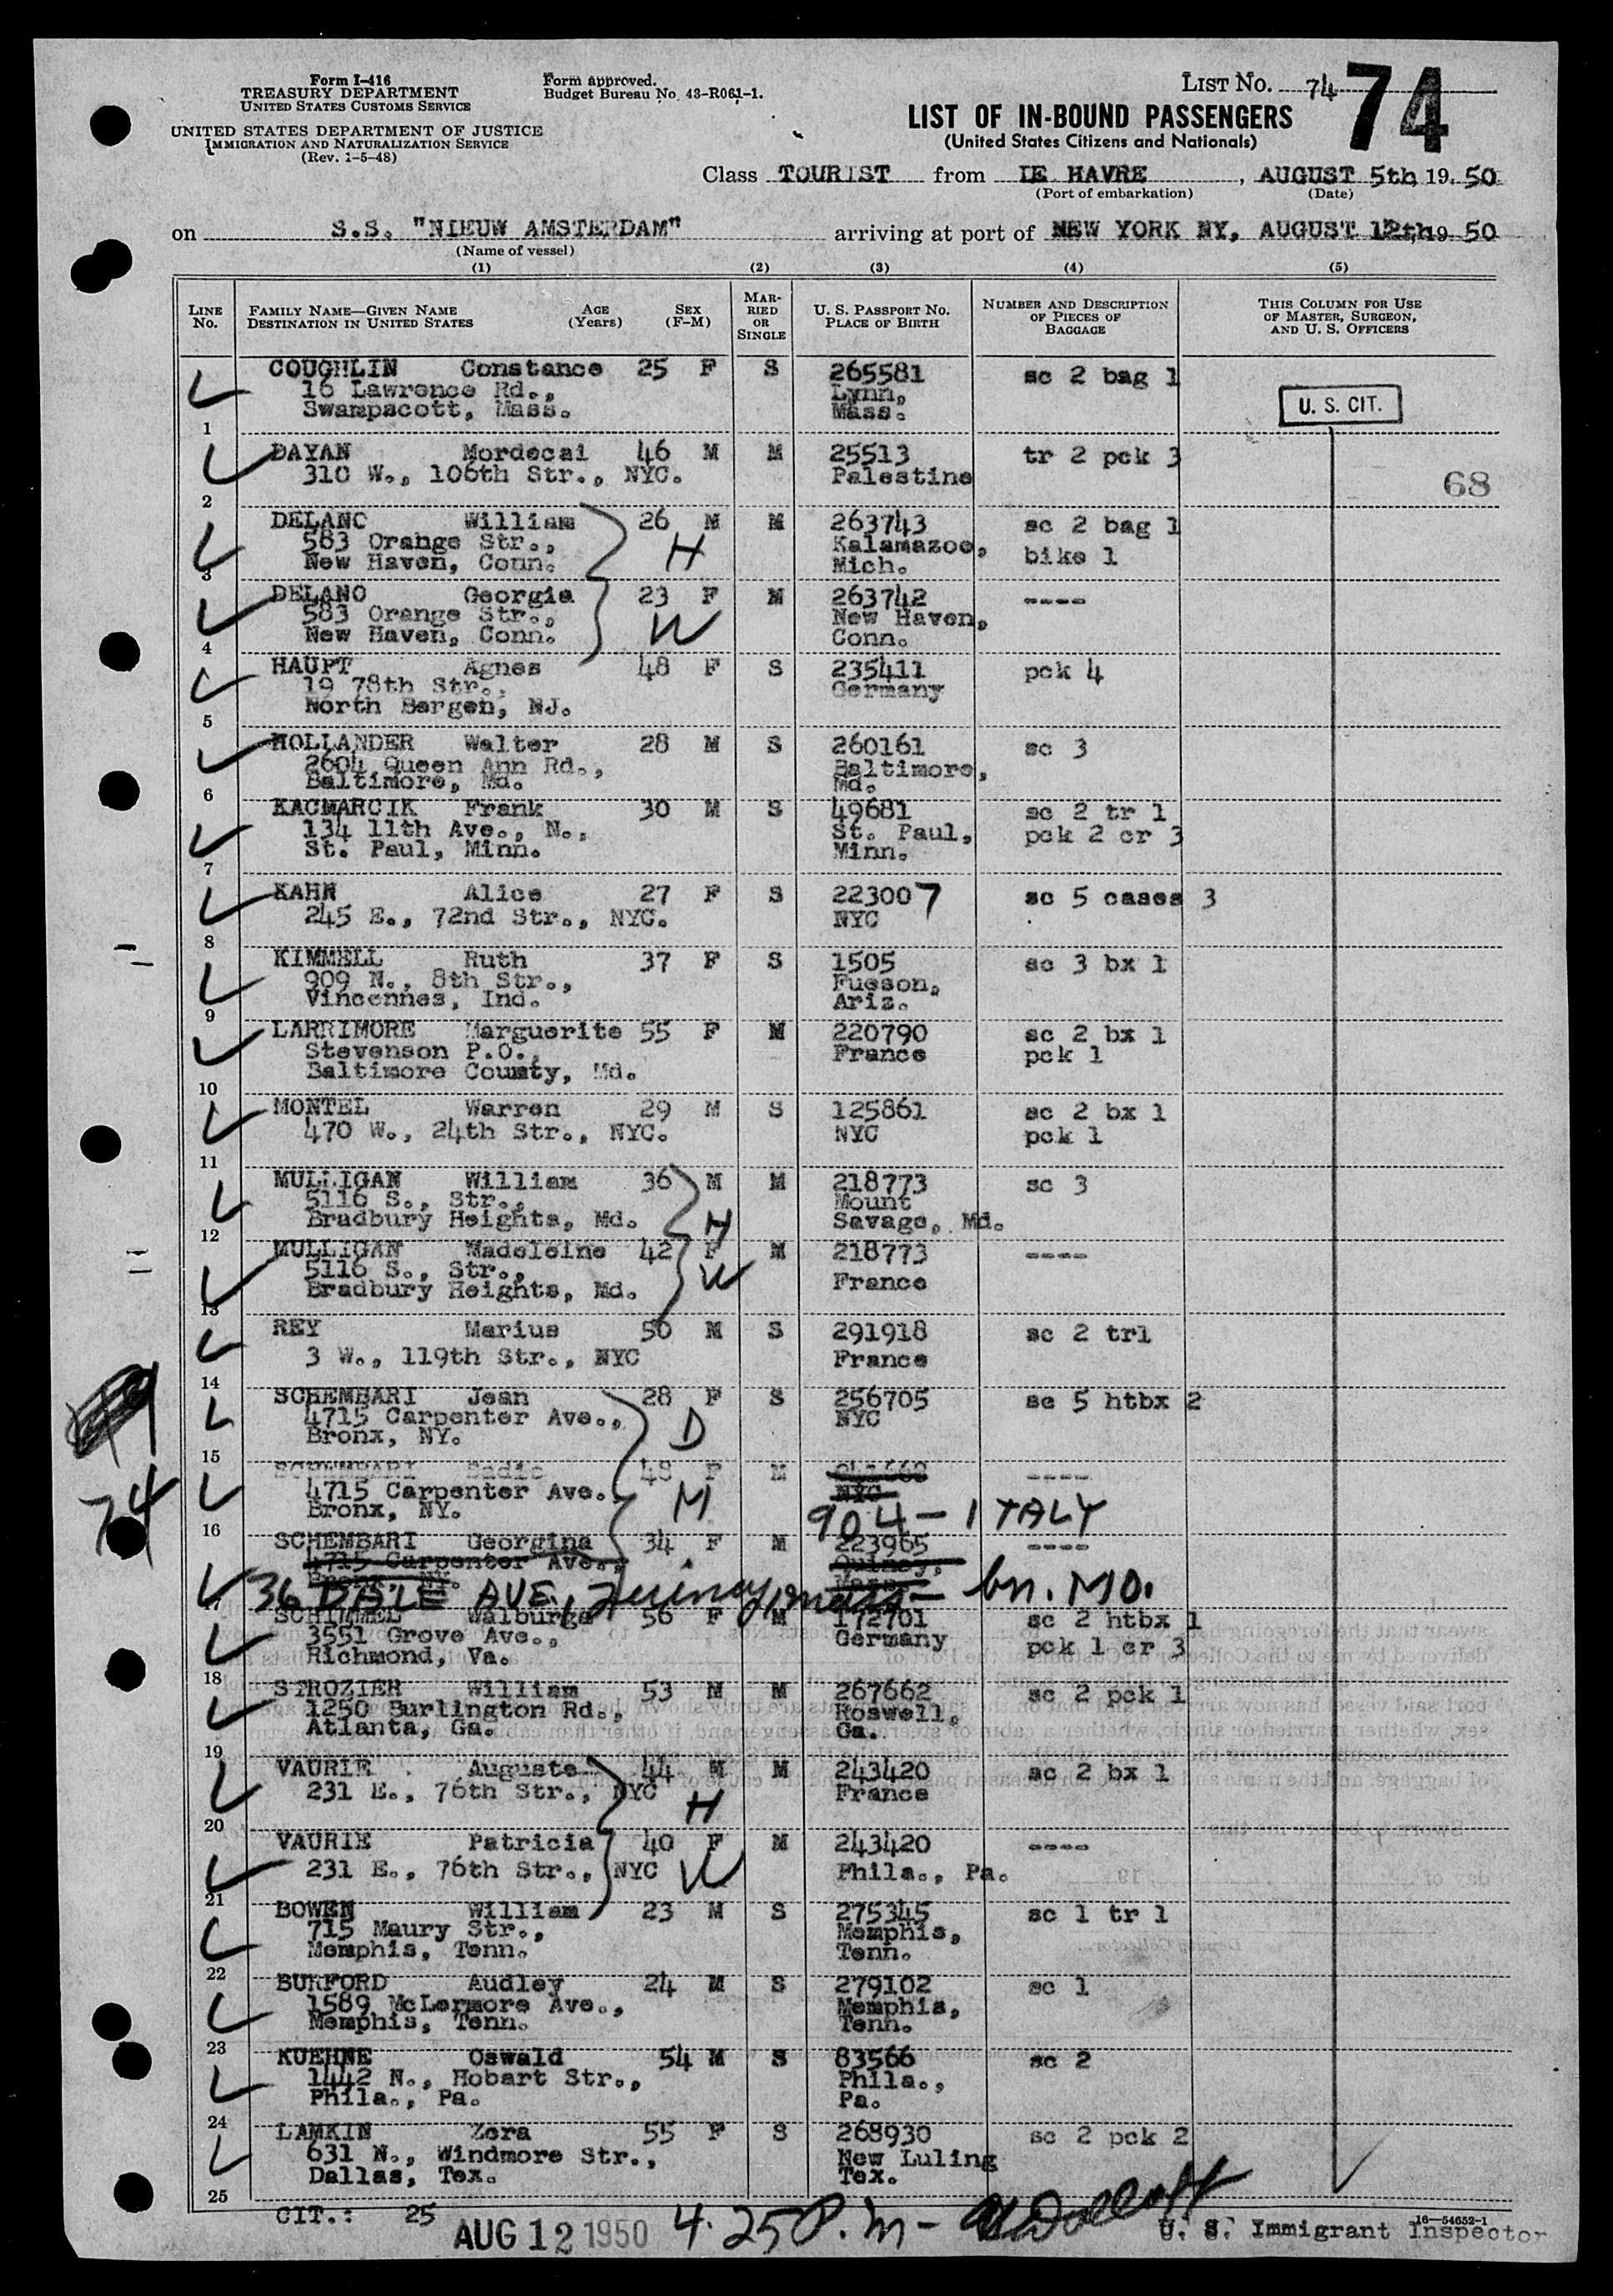 Form I-416
TREASURY DEPARTMENT
UNITED STATES CUSTOMS SERVICE
UNITED STATES DEPARTMENT OF JUSTICE
IMMIGRATION AND NATURALIZATION SERVICE
(Rev. 1-5-48)
Form approved.
Budget Bureau No. 43-R061-1.
LIST No. 74 74
LIST OF IN-BOUND PASSENGERS
(United States Citizens and Nationals)
Class TOURIST from LE HAVRE, AUGUST 5th, 19 50
(Port of embarkation) (Date)
on S.S. "NIEUW AMSTERDAM" arriving at port of NEW YORK NY, AUGUST 12th, 19 50
(Name of vessel)
(1) (2) (3) (4) (5)
LINE No. FAMILY NAME—GIVEN NAME DESTINATION IN UNITED STATES AGE (Years) SEX (F-M) MARRIED OR SINGLE U. S. PASSPORT NO. PLACE OF BIRTH NUMBER AND DESCRIPTION OF PIECES OF BAGGAGE THIS COLUMN FOR USE OF MASTER, SURGEON, AND U. S. OFFICERS
COUGHLIN Constance 25 F S 265581 sc 2 bag 1
16 Lawrence Rd., Lynn,
Swampscott, Mass. Mass.
U. S. CIT.
1
DAYAN Mordecai 46 M M 25513 tr 2 pck 3
310 W., 106th Str., NYC. Palestine
68
2
DELANO William 26 M M 263743 sc 2 bag 1
583 Orange Str., H Kalamazoo, bike 1
New Haven, Conn. Mich.
3
DELANO Georgia 23 F M 263742 ----
583 Orange Str., W New Haven,
New Haven, Conn. Conn.
4
HAUPT Agnes 48 F S 235411 pck 4
19 78th Str., Germany
North Bergen, NJ.
5
HOLLANDER Walter 28 M S 260161 sc 3
2604 Queen Ann Rd., Baltimore,
Baltimore, Md. Md.
6
KACMARCIK Frank 30 M S 49681 sc 2 tr 1
134 11th Ave., N., St. Paul, pck 2 cr 3
St. Paul, Minn. Minn.
7
KAHN Alice 27 F S 223007 sc 5 cases 3
245 E., 72nd Str., NYC. NYC
8
KIMMELL Ruth 37 F S 1505 sc 3 bx 1
909 N., 8th Str., Fueson,
Vincennes, Ind. Ariz.
9
LARRIMORE Marguerite 55 F M 220790 sc 2 bx 1
Stevenson P.O., France pck 1
Baltimore County, Md.
10
MONTEL Warren 29 M S 125861 sc 2 bx 1
470 W., 24th Str., NYC. NYC pck 1
11
MULLIGAN William 36 M M 218773 sc 3
5116 S., Str., Mount
Bradbury Heights, Md. H Savage, Md.
12
MULLIGAN Madeleine 42 F M 218773 ----
5116 S., Str., W
Bradbury Heights, Md. France
13
REY Marius 50 M S 291918 sc 2 tr1
3 W., 119th Str., NYC France
14
SCHEMBARI Jean 28 F S 256705 se 5 htbx 2
4715 Carpenter Ave., D NYC
Bronx, NY.
15
SCHEMBARI Sadie 48 F M ----
4715 Carpenter Ave. M NYC
Bronx, NY. 904 - ITALY
74
16
SCHEMBARI Georgina 34 F M 223965 ----
4715 Carpenter Ave., Quincy,
Bronx, NY. Mass.
36 DALE AVE, Quincy, Mass - bn. MO.
17
SCHIMMEL Walburga 56 F M 172701 sc 2 htbx 1
3551 Grove Ave., Germany pck 1 cr 3
Richmond, Va.
18
STROZIER William 53 M M 267662 sc 2 pck 1
1250 Burlington Rd., Roswell,
Atlanta, Ga. Ga.
19
VAURIE Auguste 44 M M 243420 sc 2 bx 1
231 E., 76th Str., NYC H France
20
VAURIE Patricia 40 F M 243420 ----
231 E., 76th Str., NYC W Phila., Pa.
21
BOWEN William 23 M S 275345 sc 1 tr 1
715 Maury Str., Memphis,
Memphis, Tenn. Tenn.
22
BURFORD Audley 24 M S 279102 sc 1
1589 McLermore Ave., Memphis,
Memphis, Tenn. Tenn.
23
KUEHNE Oswald 54 M S 83566 sc 2
1442 N., Hobart Str., Phila.,
Phila., Pa. Pa.
24
LAMKIN Zora 55 F S 268930 sc 2 pck 2
631 N., Windmore Str., New Luling
Dallas, Tex. Tex.
25
CIT.: 25
AUG 12 1950 4.25 P.m -
U. S. Immigrant Inspector
16—54652-1